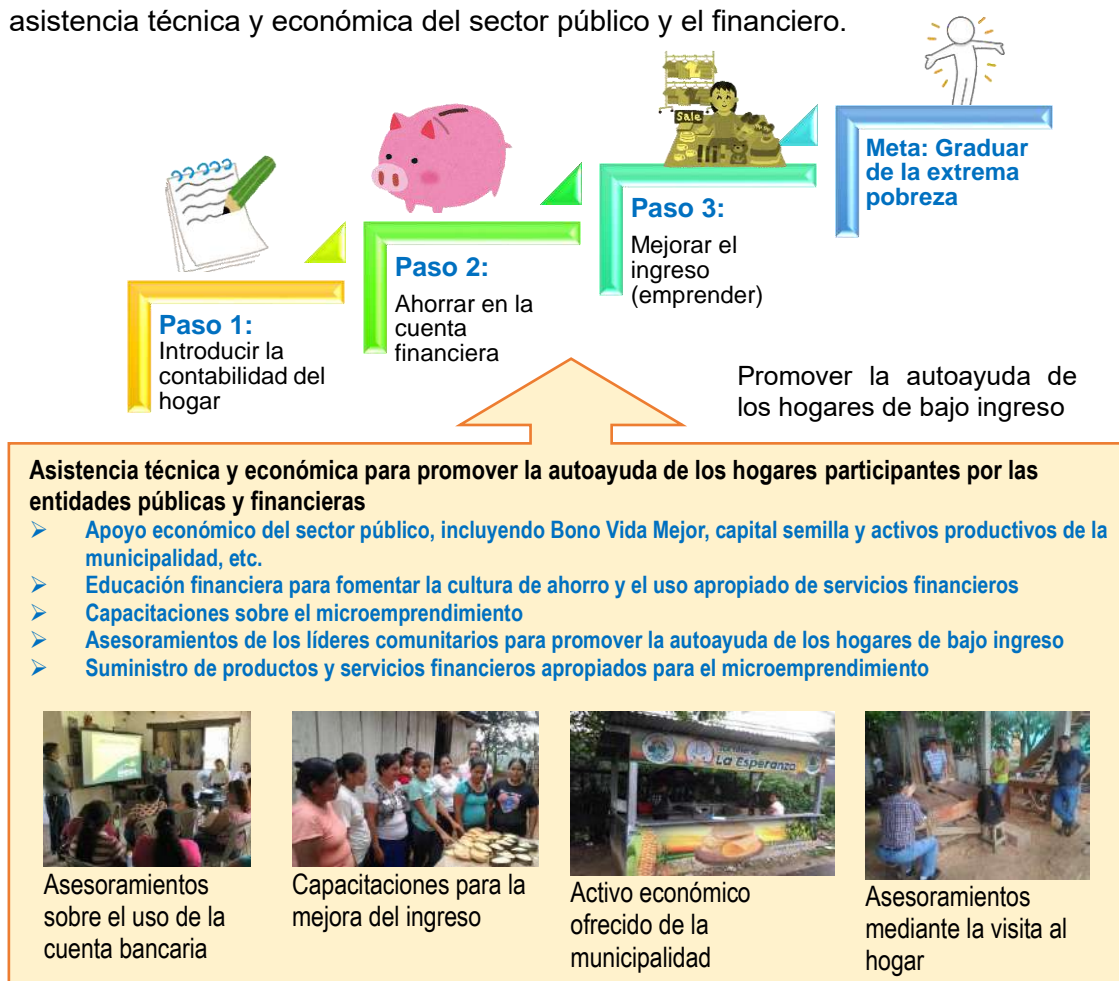 asistencia técnica y económica del sector público y el financiero.
Sale
Meta: Graduar
de la extrema
pobreza
Paso 3:
Mejorar el
ingreso
(emprender)
Paso 2:
Ahorrar en la
cuenta
financiera
Paso 1:
Introducir la
contabilidad del
hogar
Promover la autoayuda de
los hogares de bajo ingreso
Asistencia técnica y económica para promover la autoayuda de los hogares participantes por las
entidades públicas y financieras
➢ Apoyo económico del sector público, incluyendo Bono Vida Mejor, capital semilla y activos productivos de la
municipalidad, etc.
➢ Educación financiera para fomentar la cultura de ahorro y el uso apropiado de servicios financieros
➢ Capacitaciones sobre el microemprendimiento
➢ Asesoramientos de los líderes comunitarios para promover la autoayuda de los hogares de bajo ingreso
➢ Suministro de productos y servicios financieros apropiados para el microemprendimiento
La Esperanza
Asesoramientos
sobre el uso de la
cuenta bancaria
Capacitaciones para la
mejora del ingreso
Activo económico
ofrecido de la
municipalidad
Asesoramientos
mediante la visita al
hogar